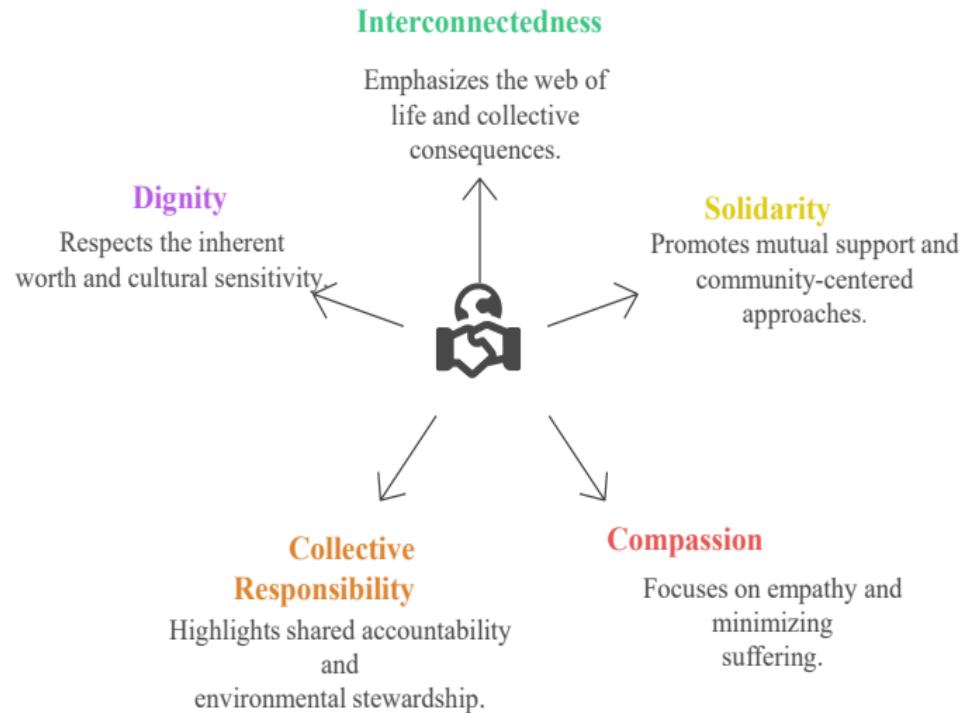 Interconnectedness
Emphasizes the web of
life and collective
consequences.
Dignity
Respects the inherent
worth and cultural sensitivity.
Solidarity
Promotes mutual support and
community-centered
approaches.
Collective
Responsibility
Highlights shared accountability
and
environmental stewardship.
Compassion
Focuses on empathy and
minimizing
suffering.